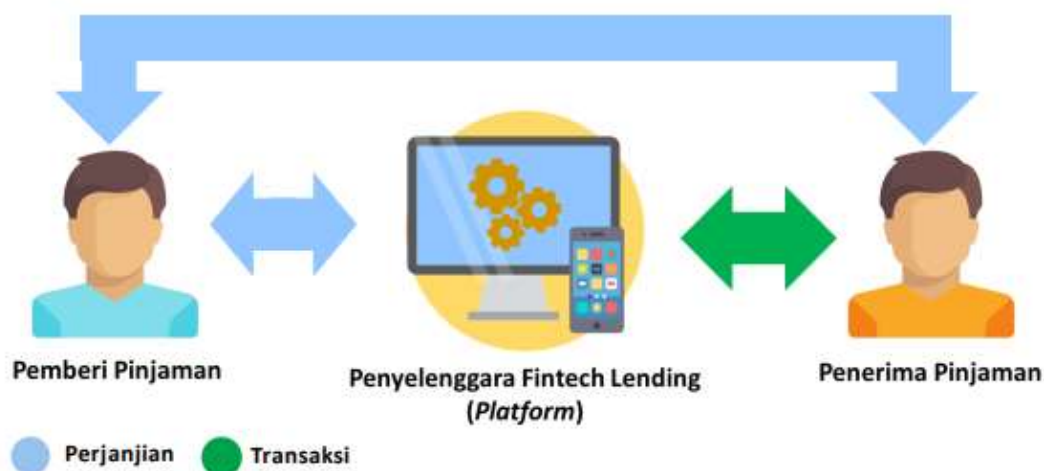 Pemberi Pinjaman
Penyelenggara Fintech Lending
(Platform)
Penerima Pinjaman
Perjanjian
Transaksi